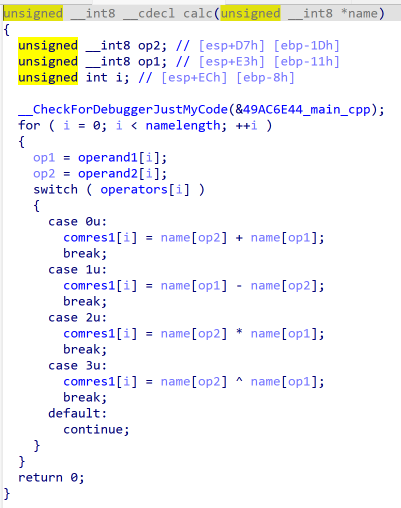 unsigned __int8 __cdecl calc(unsigned __int8 *name)
{
  unsigned __int8 op2; // [esp+D7h] [ebp-1Dh]
  unsigned __int8 op1; // [esp+E3h] [ebp-11h]
  unsigned int i; // [esp+ECh] [ebp-8h]

  __CheckForDebuggerJustMyCode(&49AC6E44_main_cpp);
  for ( i = 0; i < namelength; ++i )
  {
    op1 = operand1[i];
    op2 = operand2[i];
    switch ( operators[i] )
    {
      case 0u:
        comres1[i] = name[op2] + name[op1];
        break;
      case 1u:
        comres1[i] = name[op1] - name[op2];
        break;
      case 2u:
        comres1[i] = name[op2] * name[op1];
        break;
      case 3u:
        comres1[i] = name[op2] ^ name[op1];
        break;
      default:
        continue;
    }
  }
  return 0;
}